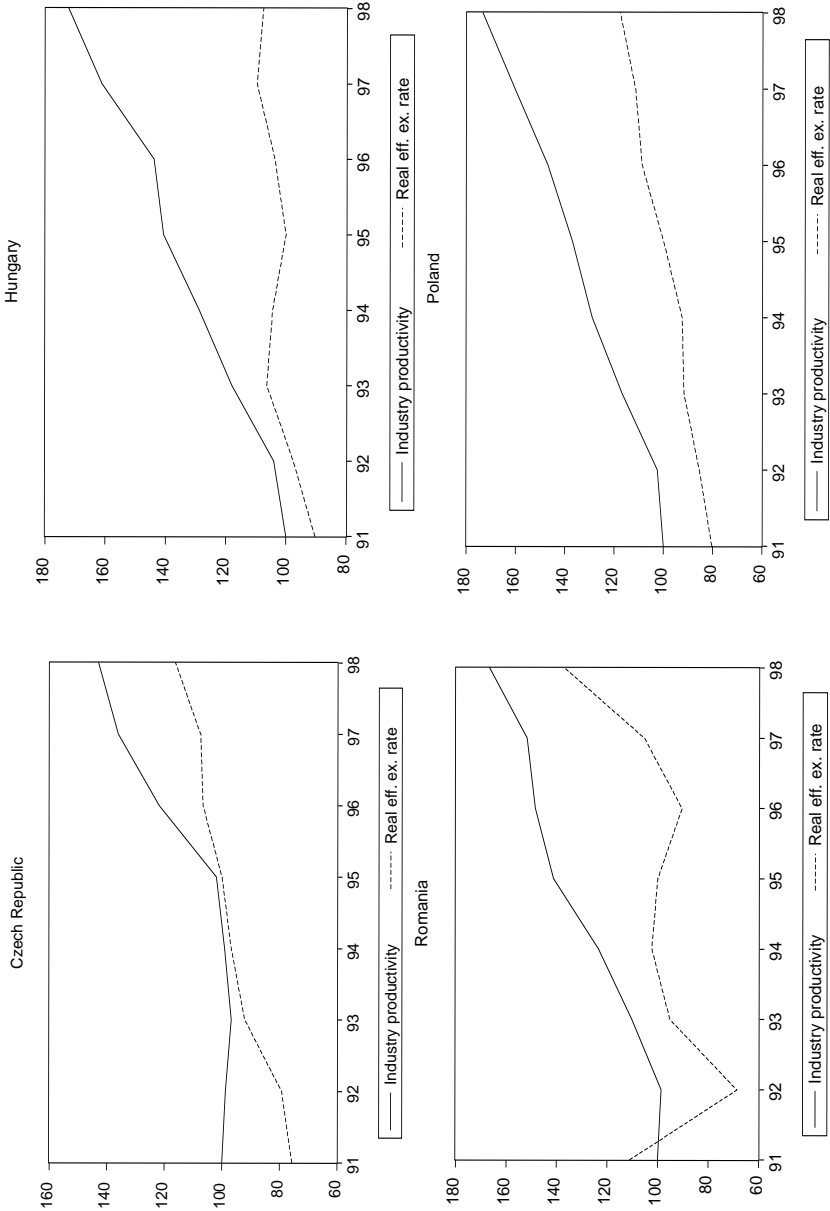 Czech Republic
160
140
120
100
80
60
91 92 93 94 95 96 97 98
Industry productivity Real eff. ex. rate
Hungary
180
160
140
120
100
80
91 92 93 94 95 96 97 98
Industry productivity Real eff. ex. rate
Romania
180
160
140
120
100
80
60
91 92 93 94 95 96 97 98
Industry productivity Real eff. ex. rate
Poland
180
160
140
120
100
80
60
91 92 93 94 95 96 97 98
Industry productivity Real eff. ex. rate